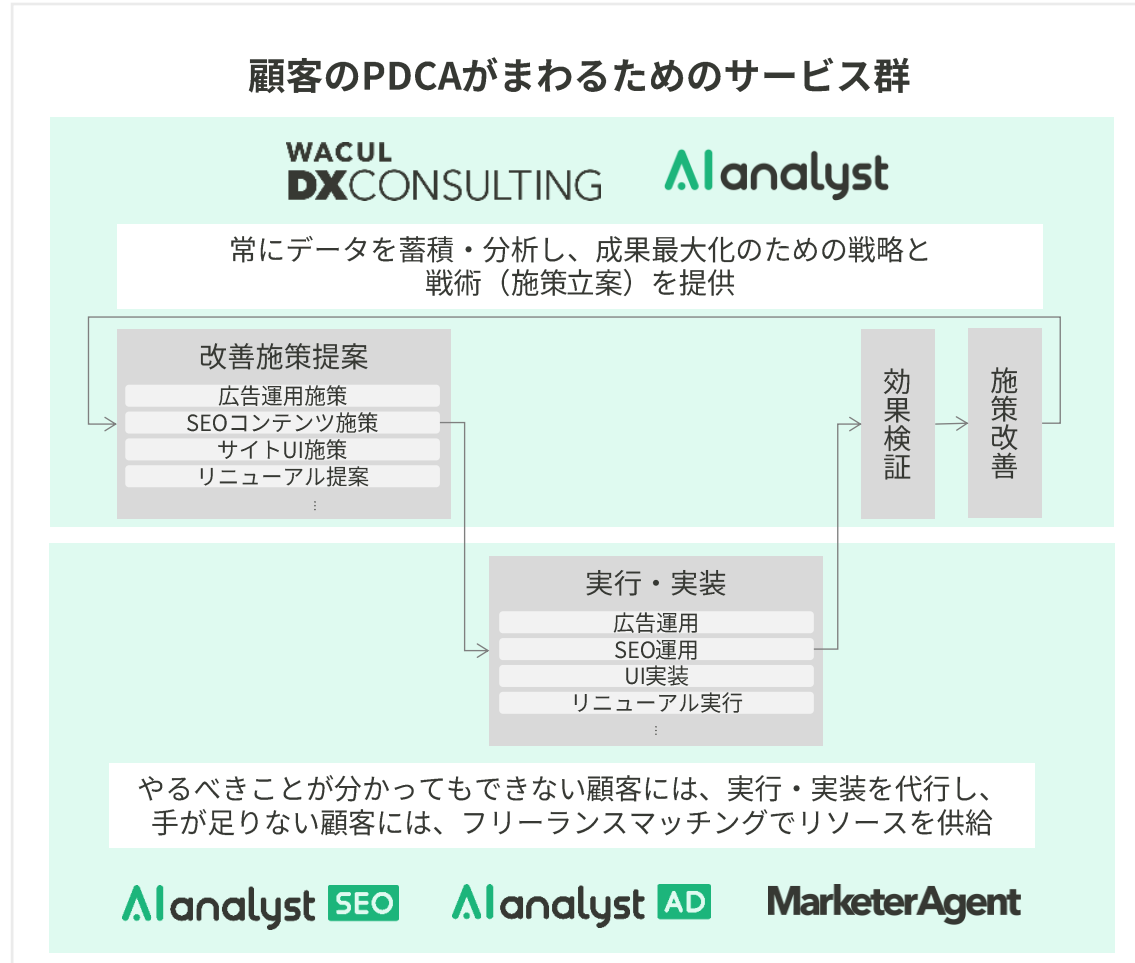 顧客のPDCAがまわるためのサービス群
WACUL
DXCONSULTING
AI analyst
常にデータを蓄積・分析し、成果最大化のための戦略と
戦術（施策立案）を提供
改善施策提案
広告運用施策
SEOコンテンツ施策
サイトUI施策
リニューアル提案
⋮
効果検証
施策改善
実行・実装
広告運用
SEO運用
UI実装
リニューアル実行
⋮
やるべきことが分かってもできない顧客には、実行・実装を代行し、
手が足りない顧客には、フリーランスマッチングでリソースを供給
AI analyst SEO
AI analyst AD
MarketerAgent